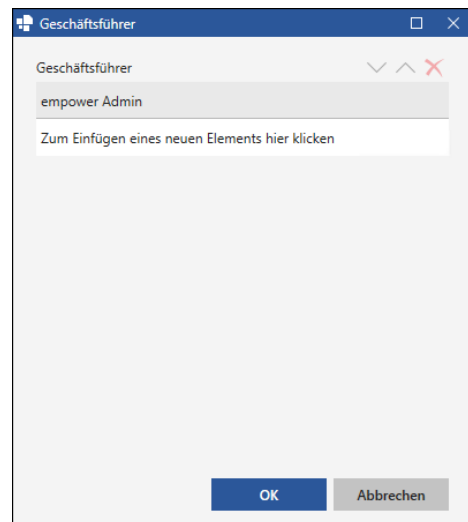 Geschäftsführer
Geschäftsführer
empower Admin
Zum Einfügen eines neuen Elements hier klicken
OK
Abbrechen